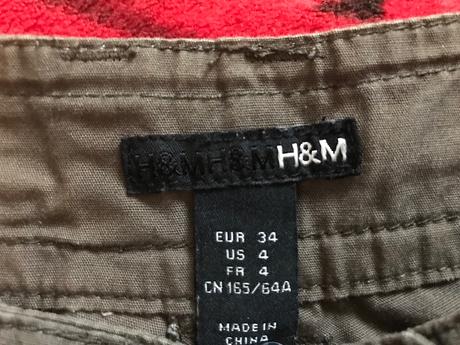 H&MH&MH&M
EUR 34
US 4
FR 4
CN 165/64A
MADE IN
CHINA